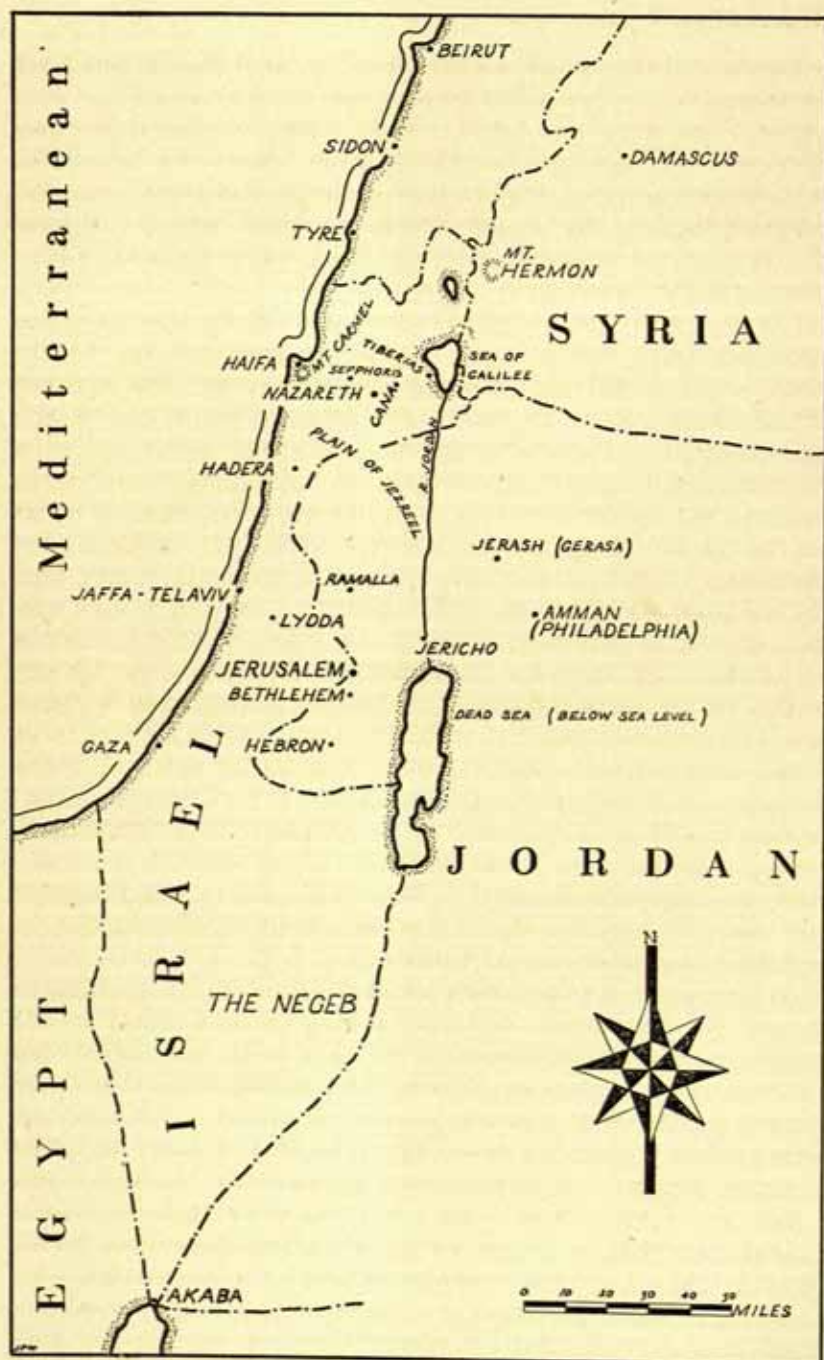 Mediterranean
BEIRUT
SIDON
DAMASCUS
TYRE
MT.
HERMON
SYRIA
HAIFA
MT CARMEL
TIBERIAS
SEA OF
GALILEE
SEPPHORIS
NAZARETH
CANA
PLAIN OF JEZREEL
R. JORDAN
HADERA
JERASH (GERASA)
JAFFA-TELAVIV
RAMALLA
LYDDA
AMMAN
(PHILADELPHIA)
JERICHO
JERUSALEM
BETHLEHEM
DEAD SEA (BELOW SEA LEVEL)
GAZA
HEBRON
ISRAEL
JORDAN
THE NEGEB
EGYPT
N
AKABA
0 10 20 30 40 50
MILES